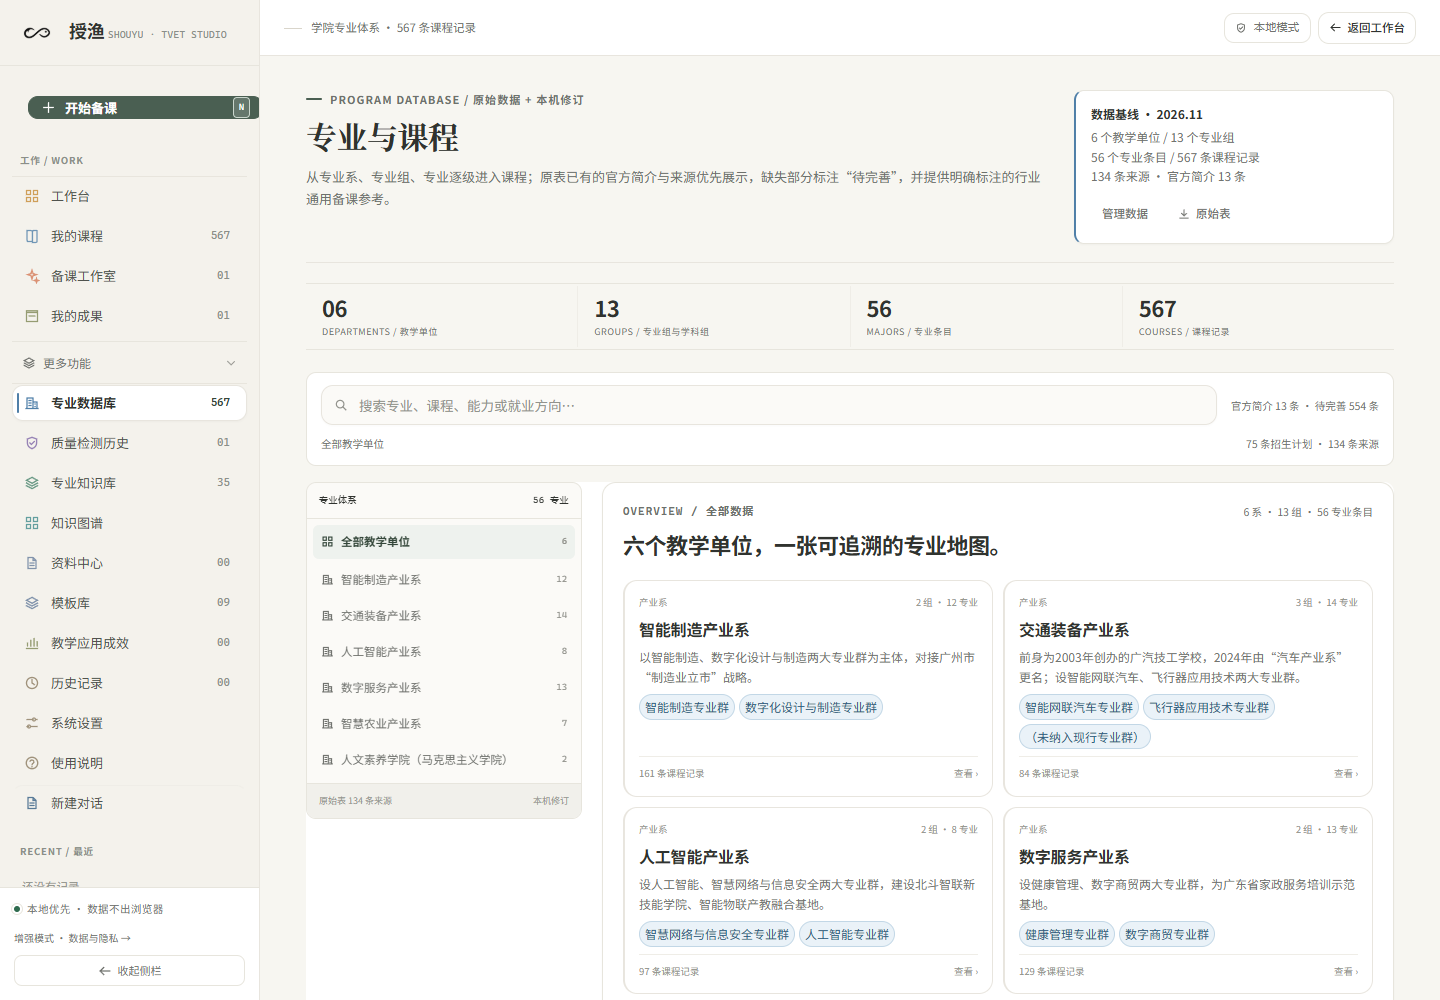 授渔 SHOUYU · TVET STUDIO
开始备课 N
工作 / WORK
工作台
我的课程 567
备课工作室 01
我的成果 01
更多功能
专业数据库 567
质量检测历史 01
专业知识库 35
知识图谱
资料中心 00
模板库 09
教学应用成效 00
历史记录 00
系统设置
使用说明
新建对话
RECENT / 最近
还没有记录
本地优先 · 数据不出浏览器
增强模式 · 数据与隐私 →
← 收起侧栏
学院专业体系 · 567 条课程记录
本地模式
← 返回工作台
PROGRAM DATABASE / 原始数据 + 本机修订
专业与课程
从专业系、专业组、专业逐级进入课程；原表已有的官方简介与来源优先展示，缺失部分标注“待完善”，并提供明确标注的行业
通用备课参考。
数据基线 · 2026.11
6 个教学单位 / 13 个专业组
56 个专业条目 / 567 条课程记录
134 条来源 · 官方简介 13 条
管理数据 原始表
06
DEPARTMENTS / 教学单位
13
GROUPS / 专业组与学科组
56
MAJORS / 专业条目
567
COURSES / 课程记录
搜索专业、课程、能力或就业方向…
官方简介 13 条 · 待完善 554 条
全部教学单位
75 条招生计划 · 134 条来源
专业体系 56 专业
全部教学单位 6
智能制造产业系 12
交通装备产业系 14
人工智能产业系 8
数字服务产业系 13
智慧农业产业系 7
人文素养学院（马克思主义学院） 2
原始表 134 条来源 本机修订
OVERVIEW / 全部数据
6 系 · 13 组 · 56 专业条目
六个教学单位，一张可追溯的专业地图。
产业系 2 组 · 12 专业
智能制造产业系
以智能制造、数字化设计与制造两大专业群为主体，对接广州市
“制造业立市”战略。
智能制造专业群 数字化设计与制造专业群
161 条课程记录 查看 ›
产业系 3 组 · 14 专业
交通装备产业系
前身为2003年创办的广汽技工学校，2024年由“汽车产业系”
更名；设智能网联汽车、飞行器应用技术两大专业群。
智能网联汽车专业群 飞行器应用技术专业群
（未纳入现行专业群）
84 条课程记录 查看 ›
产业系 2 组 · 8 专业
人工智能产业系
设人工智能、智慧网络与信息安全两大专业群，建设北斗智联新
技能学院、智能物联产教融合基地。
智慧网络与信息安全专业群 人工智能专业群
97 条课程记录 查看 ›
产业系 2 组 · 13 专业
数字服务产业系
设健康管理、数字商贸两大专业群，为广东省家政服务培训示范
基地。
健康管理专业群 数字商贸专业群
129 条课程记录 查看 ›